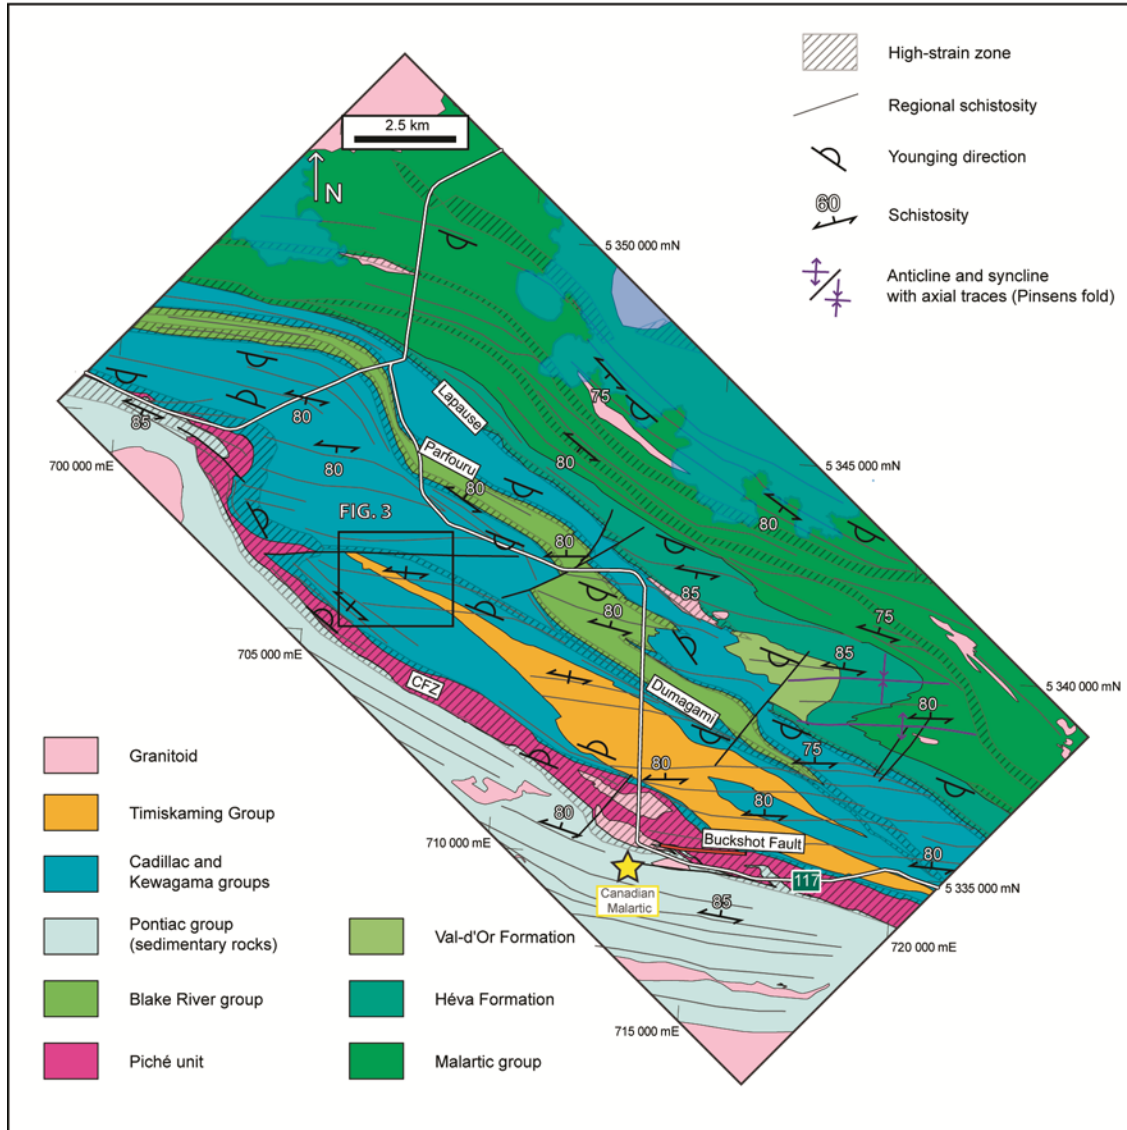 High-strain zone
2.5 km
Regional schistosity
Younging direction
N
60
Schistosity
5 350 000 mN
Anticline and syncline
with axial traces (Pinsens fold)
75
Lapause
85
80
700 000 mE
80
Parfouru
80
5 345 000 mN
80
80
FIG. 3
80
85
80
75
705 000 mE
85
CFZ
Dumagami
5 340 000 mN
80
75
Granitoid
80
80
Timiskaming Group
80
710 000 mE
Buckshot Fault
80
Cadillac and
Kewagama groups
117
5 335 000 mN
Canadian
Malartic
85
Pontiac group
(sedimentary rocks)
Val-d'Or Formation
720 000 mE
Blake River group
Héva Formation
715 000 mE
Piché unit
Malartic group